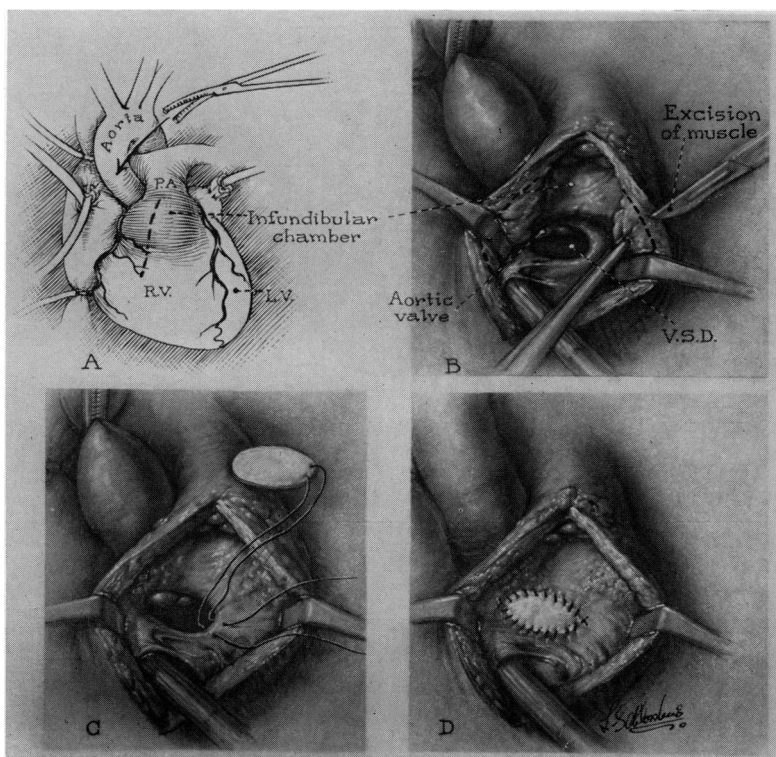 Aorta
P.A.
Infundibular
chamber
R.V.
L.V.
A
Excision
of muscle
Aortic
valve
V.S.D.
B
C
D